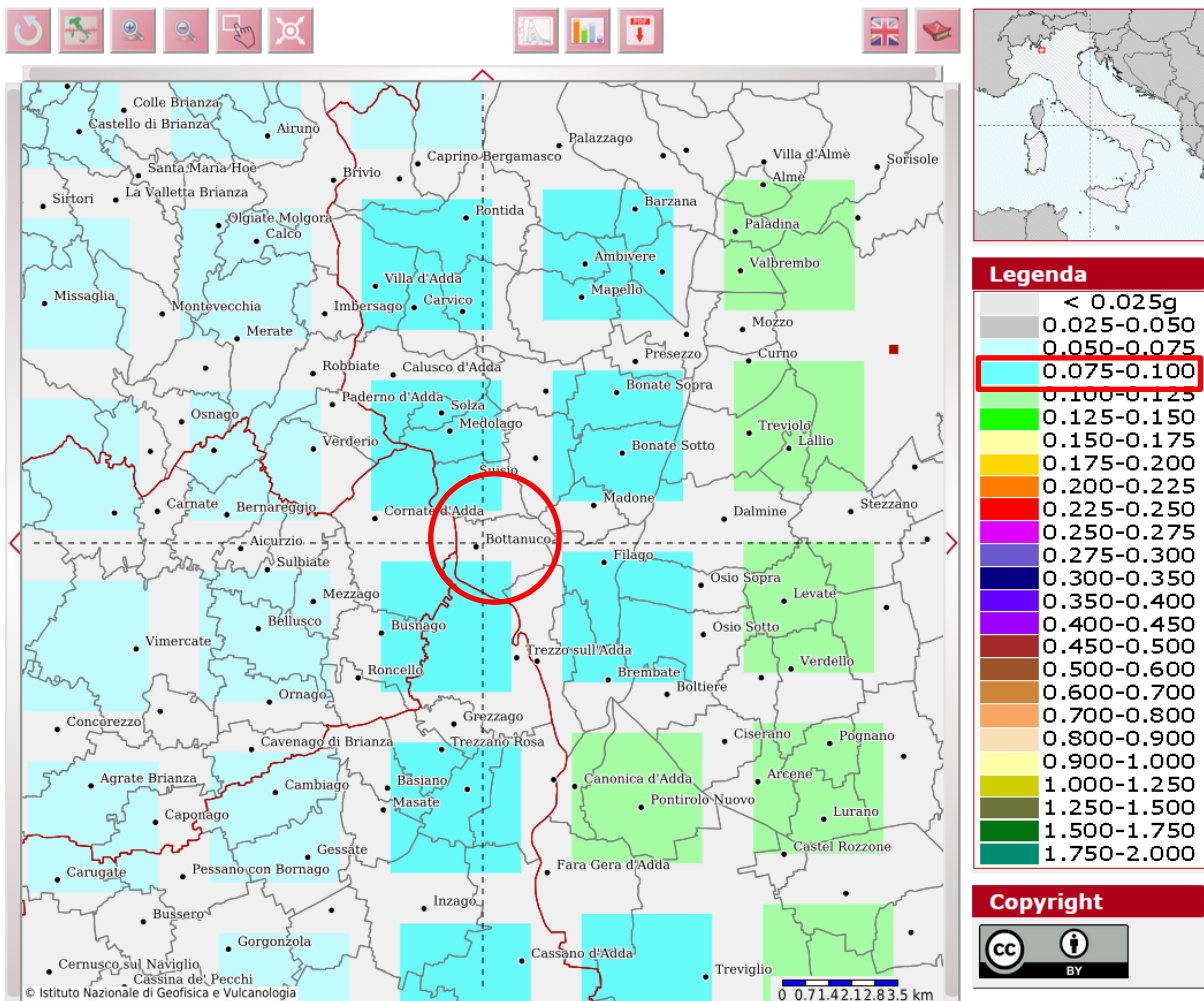 PDF
Colle Brianza
Castello di Brianza
Airuno
Palazzago
Caprino Bergamasco
Villa d'Almè
Sorisole
Santa Maria Hoè
Brivio
Almè
Sirtori
La Valletta Brianza
Barzana
Olgiate Molgora
Pontida
Calco
Paladina
Ambivere
Valbrembo
Villa d'Adda
Missaglia
Mapello
Montevecchia
Imbersago
Carvico
Merate
Mozzo
Presezzo
Curno
Robbiate
Calusco d'Adda
Bonate Sopra
Paderno d'Adda
Solza
Osnago
Medolago
Treviolo
Verderio
Bonate Sotto
Lallio
Suisio
Carnate
Madone
Bernareggio
Cornate d'Adda
Dalmine
Stezzano
Aicurzio
Bottanuco
Sulbiate
Filago
Mezzago
Osio Sopra
Levate
Bellusco
Busnago
Osio Sotto
Vimercate
Trezzo sull'Adda
Verdello
Roncello
Brembate
Ornago
Boltiere
Concorezzo
Grezzago
Cavenago di Brianza
Trezzano Rosa
Ciserano
Pognano
Agrate Brianza
Cambiago
Basiano
Canonica d'Adda
Arcene
Masate
Pontirolo Nuovo
Caponago
Lurano
Gessate
Castel Rozzone
Carugate
Pessano con Bornago
Fara Gera d'Adda
Inzago
Bussero
Gorgonzola
Cassano d'Adda
Cernusco sul Naviglio
Treviglio
Cassina de' Pecchi
© Istituto Nazionale di Geofisica e Vulcanologia
0 0.71.42.12.83.5 km
Legenda
< 0.025g
0.025-0.050
0.050-0.075
0.075-0.100
0.100-0.125
0.125-0.150
0.150-0.175
0.175-0.200
0.200-0.225
0.225-0.250
0.250-0.275
0.275-0.300
0.300-0.350
0.350-0.400
0.400-0.450
0.450-0.500
0.500-0.600
0.600-0.700
0.700-0.800
0.800-0.900
0.900-1.000
1.000-1.250
1.250-1.500
1.500-1.750
1.750-2.000
Copyright
cc
BY